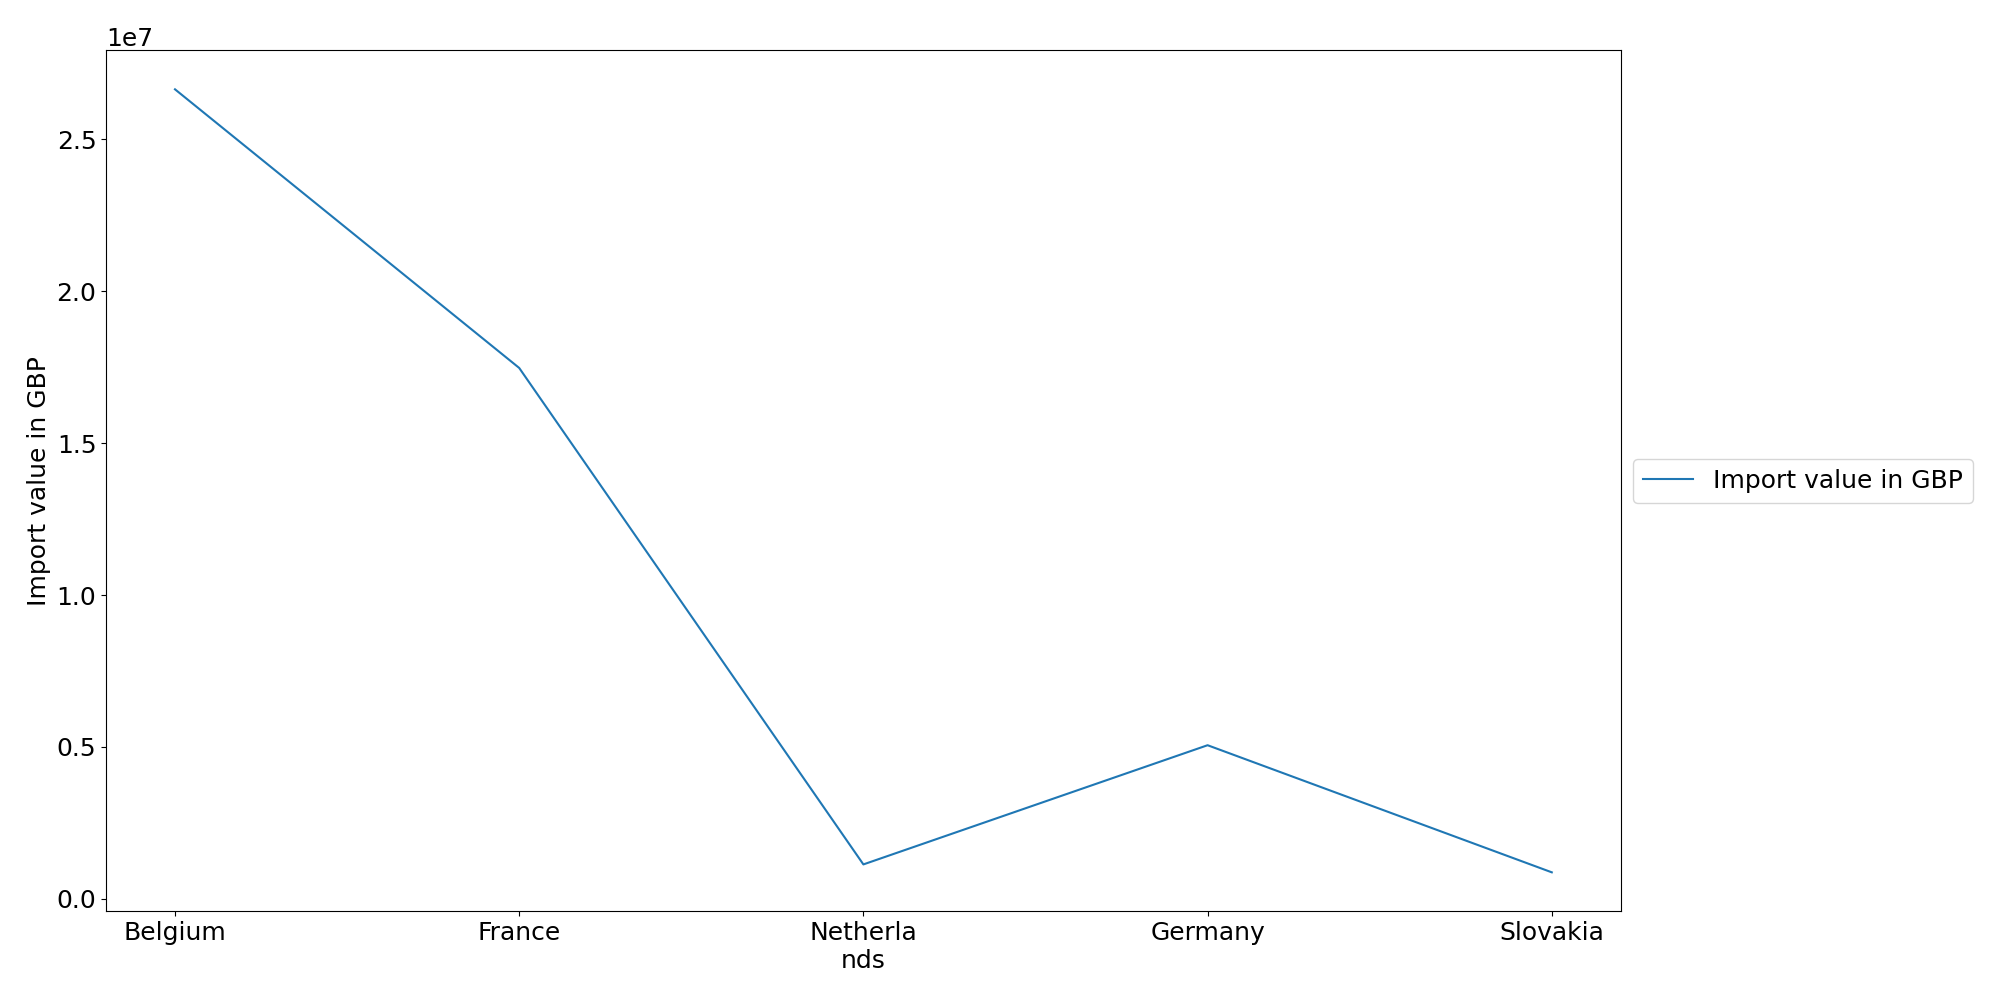 1e7
2.5
2.0
1.5
1.0
0.5
0.0
Import value in GBP
Belgium
France
Netherla
nds
Germany
Slovakia
Import value in GBP